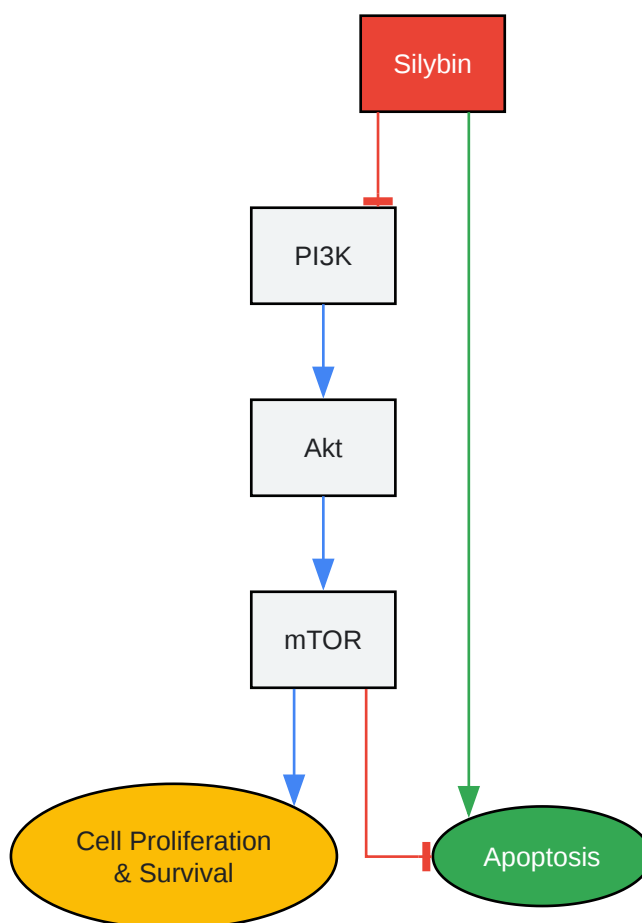 Silybin
PI3K
Akt
mTOR
Cell Proliferation
& Survival
Apoptosis